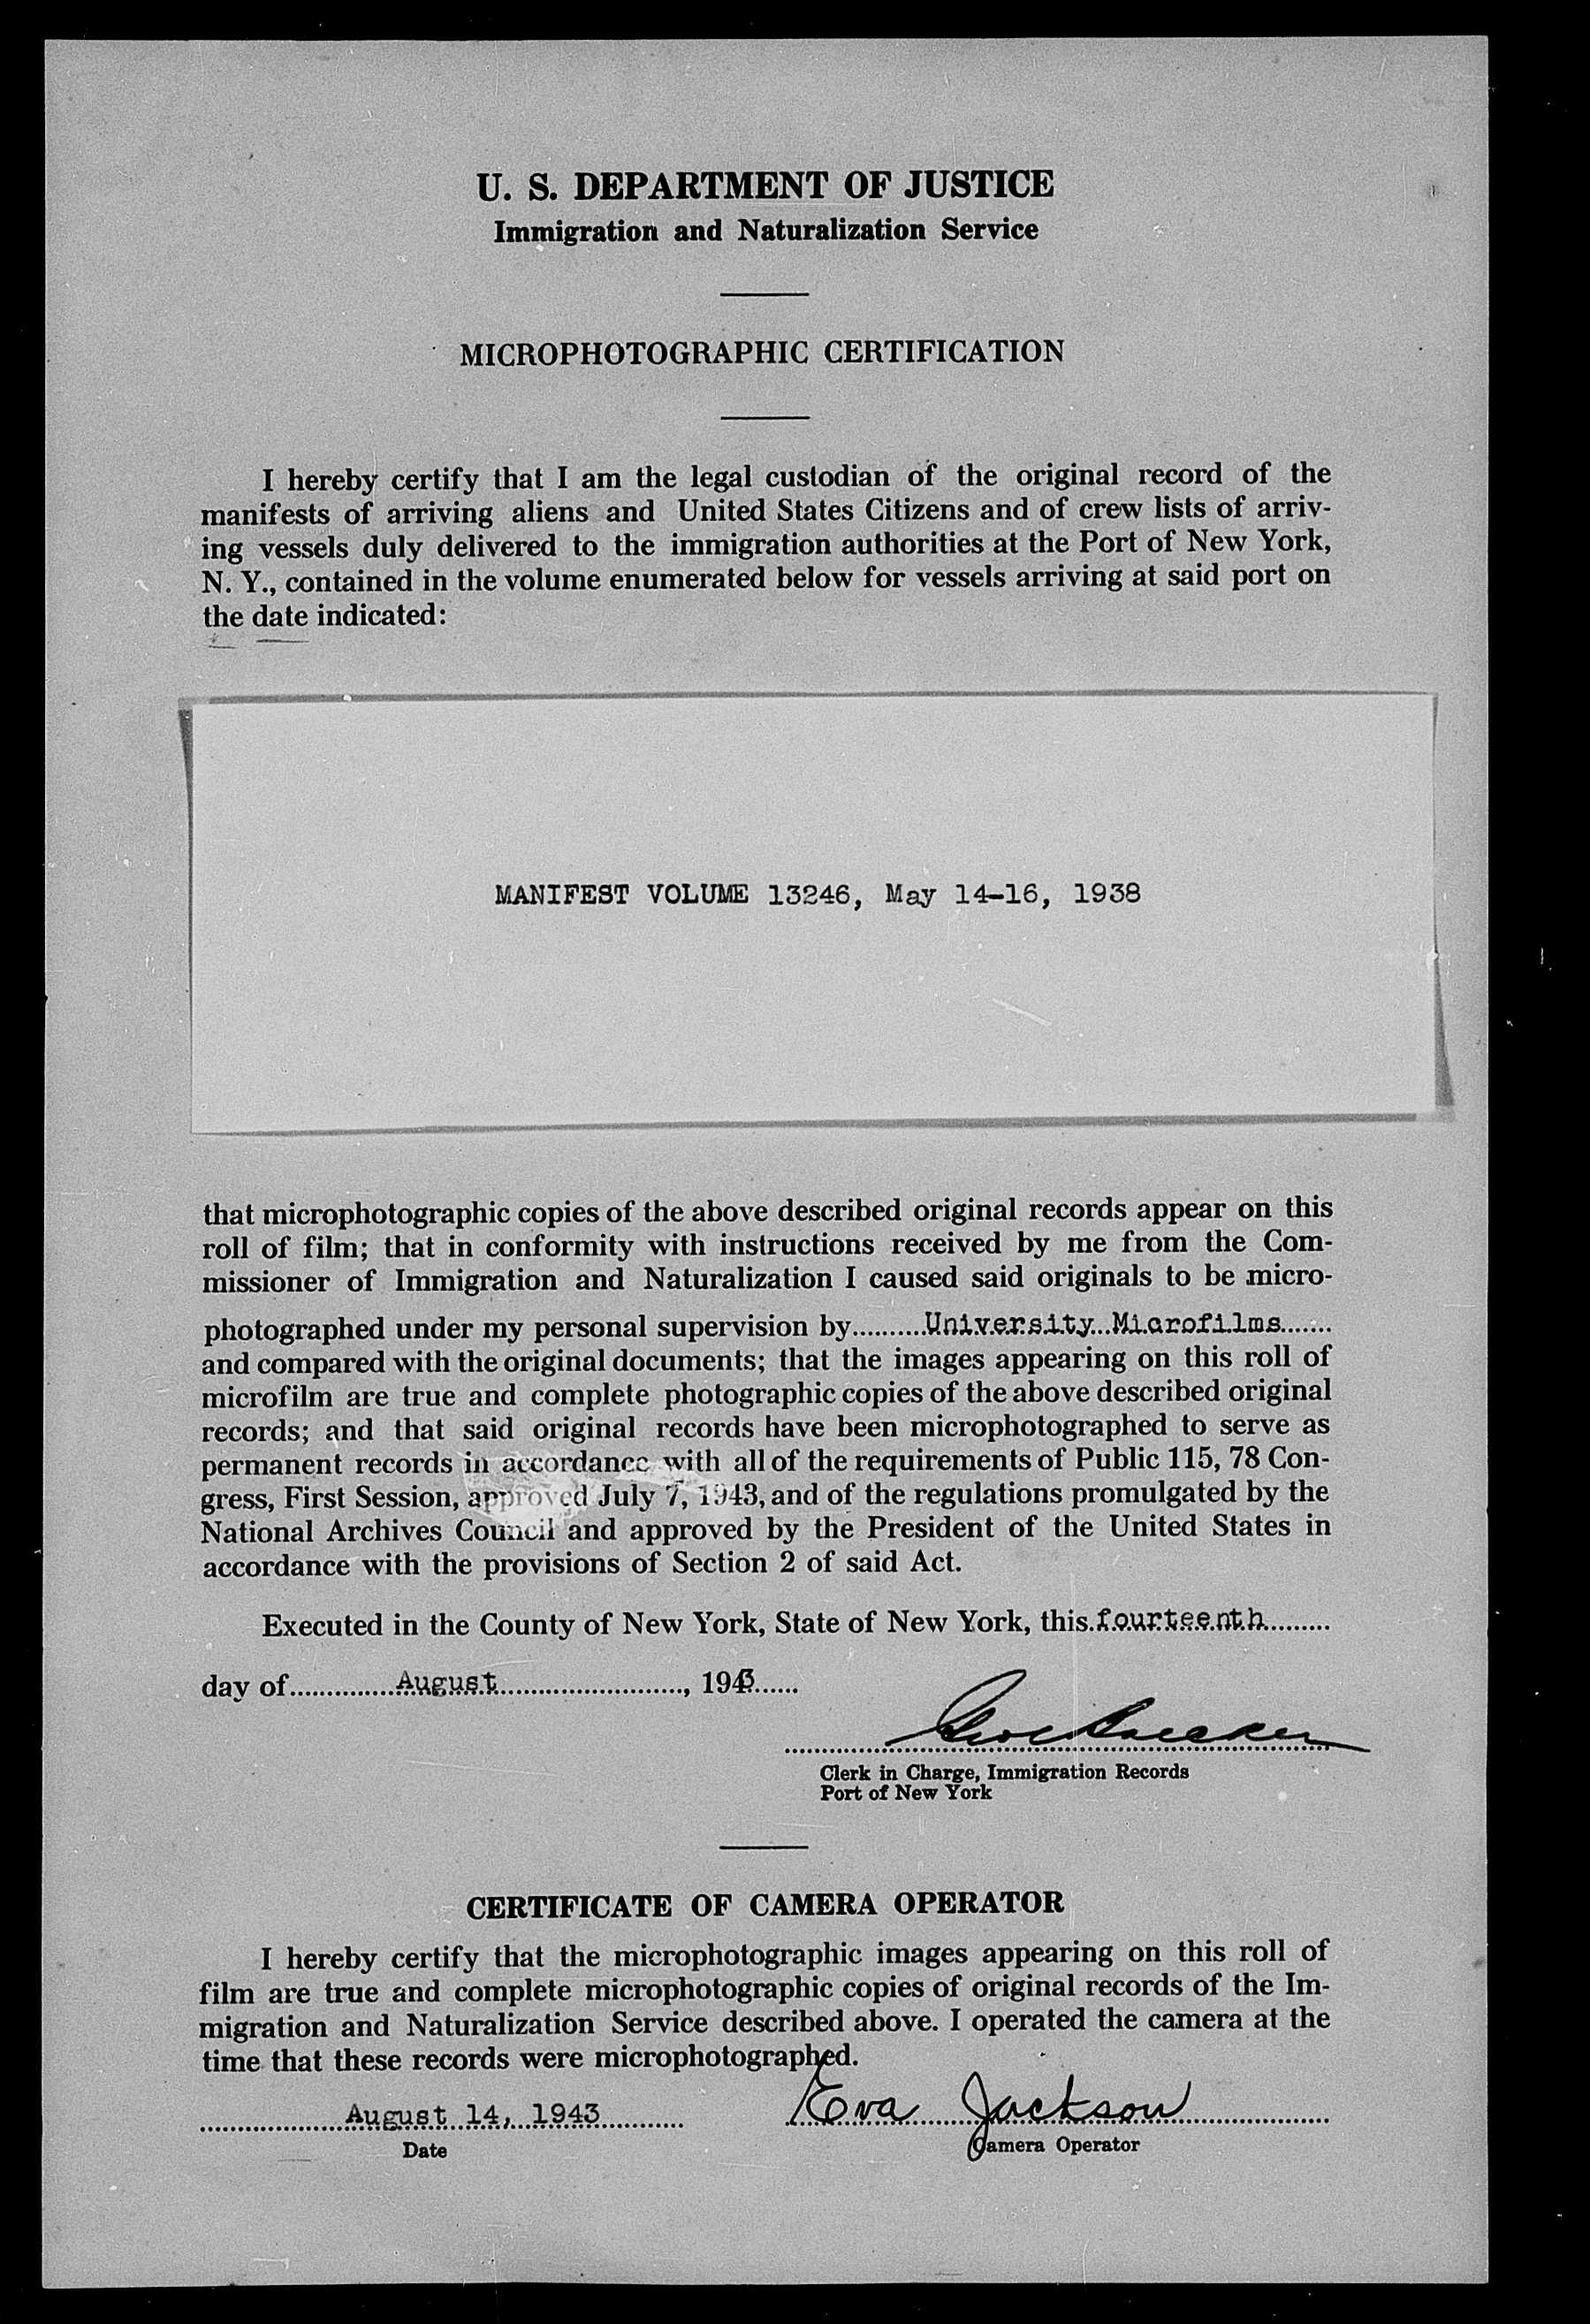 U. S. DEPARTMENT OF JUSTICE
Immigration and Naturalization Service
MICROPHOTOGRAPHIC CERTIFICATION
I hereby certify that I am the legal custodian of the original record of the
manifests of arriving aliens and United States Citizens and of crew lists of arriv-
ing vessels duly delivered to the immigration authorities at the Port of New York,
N. Y., contained in the volume enumerated below for vessels arriving at said port on
the date indicated:
MANIFEST VOLUME 13246, May 14-16, 1938
that microphotographic copies of the above described original records appear on this
roll of film; that in conformity with instructions received by me from the Com-
missioner of Immigration and Naturalization I caused said originals to be micro-
photographed under my personal supervision by University Microfilms
and compared with the original documents; that the images appearing on this roll of
microfilm are true and complete photographic copies of the above described original
records; and that said original records have been microphotographed to serve as
permanent records in accordance with all of the requirements of Public 115, 78 Con-
gress, First Session, approved July 7, 1943, and of the regulations promulgated by the
National Archives Council and approved by the President of the United States in
accordance with the provisions of Section 2 of said Act.
Executed in the County of New York, State of New York, this fourteenth
day of August, 1943
Clerk in Charge, Immigration Records
Port of New York
CERTIFICATE OF CAMERA OPERATOR
I hereby certify that the microphotographic images appearing on this roll of
film are true and complete microphotographic copies of original records of the Im-
migration and Naturalization Service described above. I operated the camera at the
time that these records were microphotographed.
August 14, 1943 Eva Jackson
Date Camera Operator